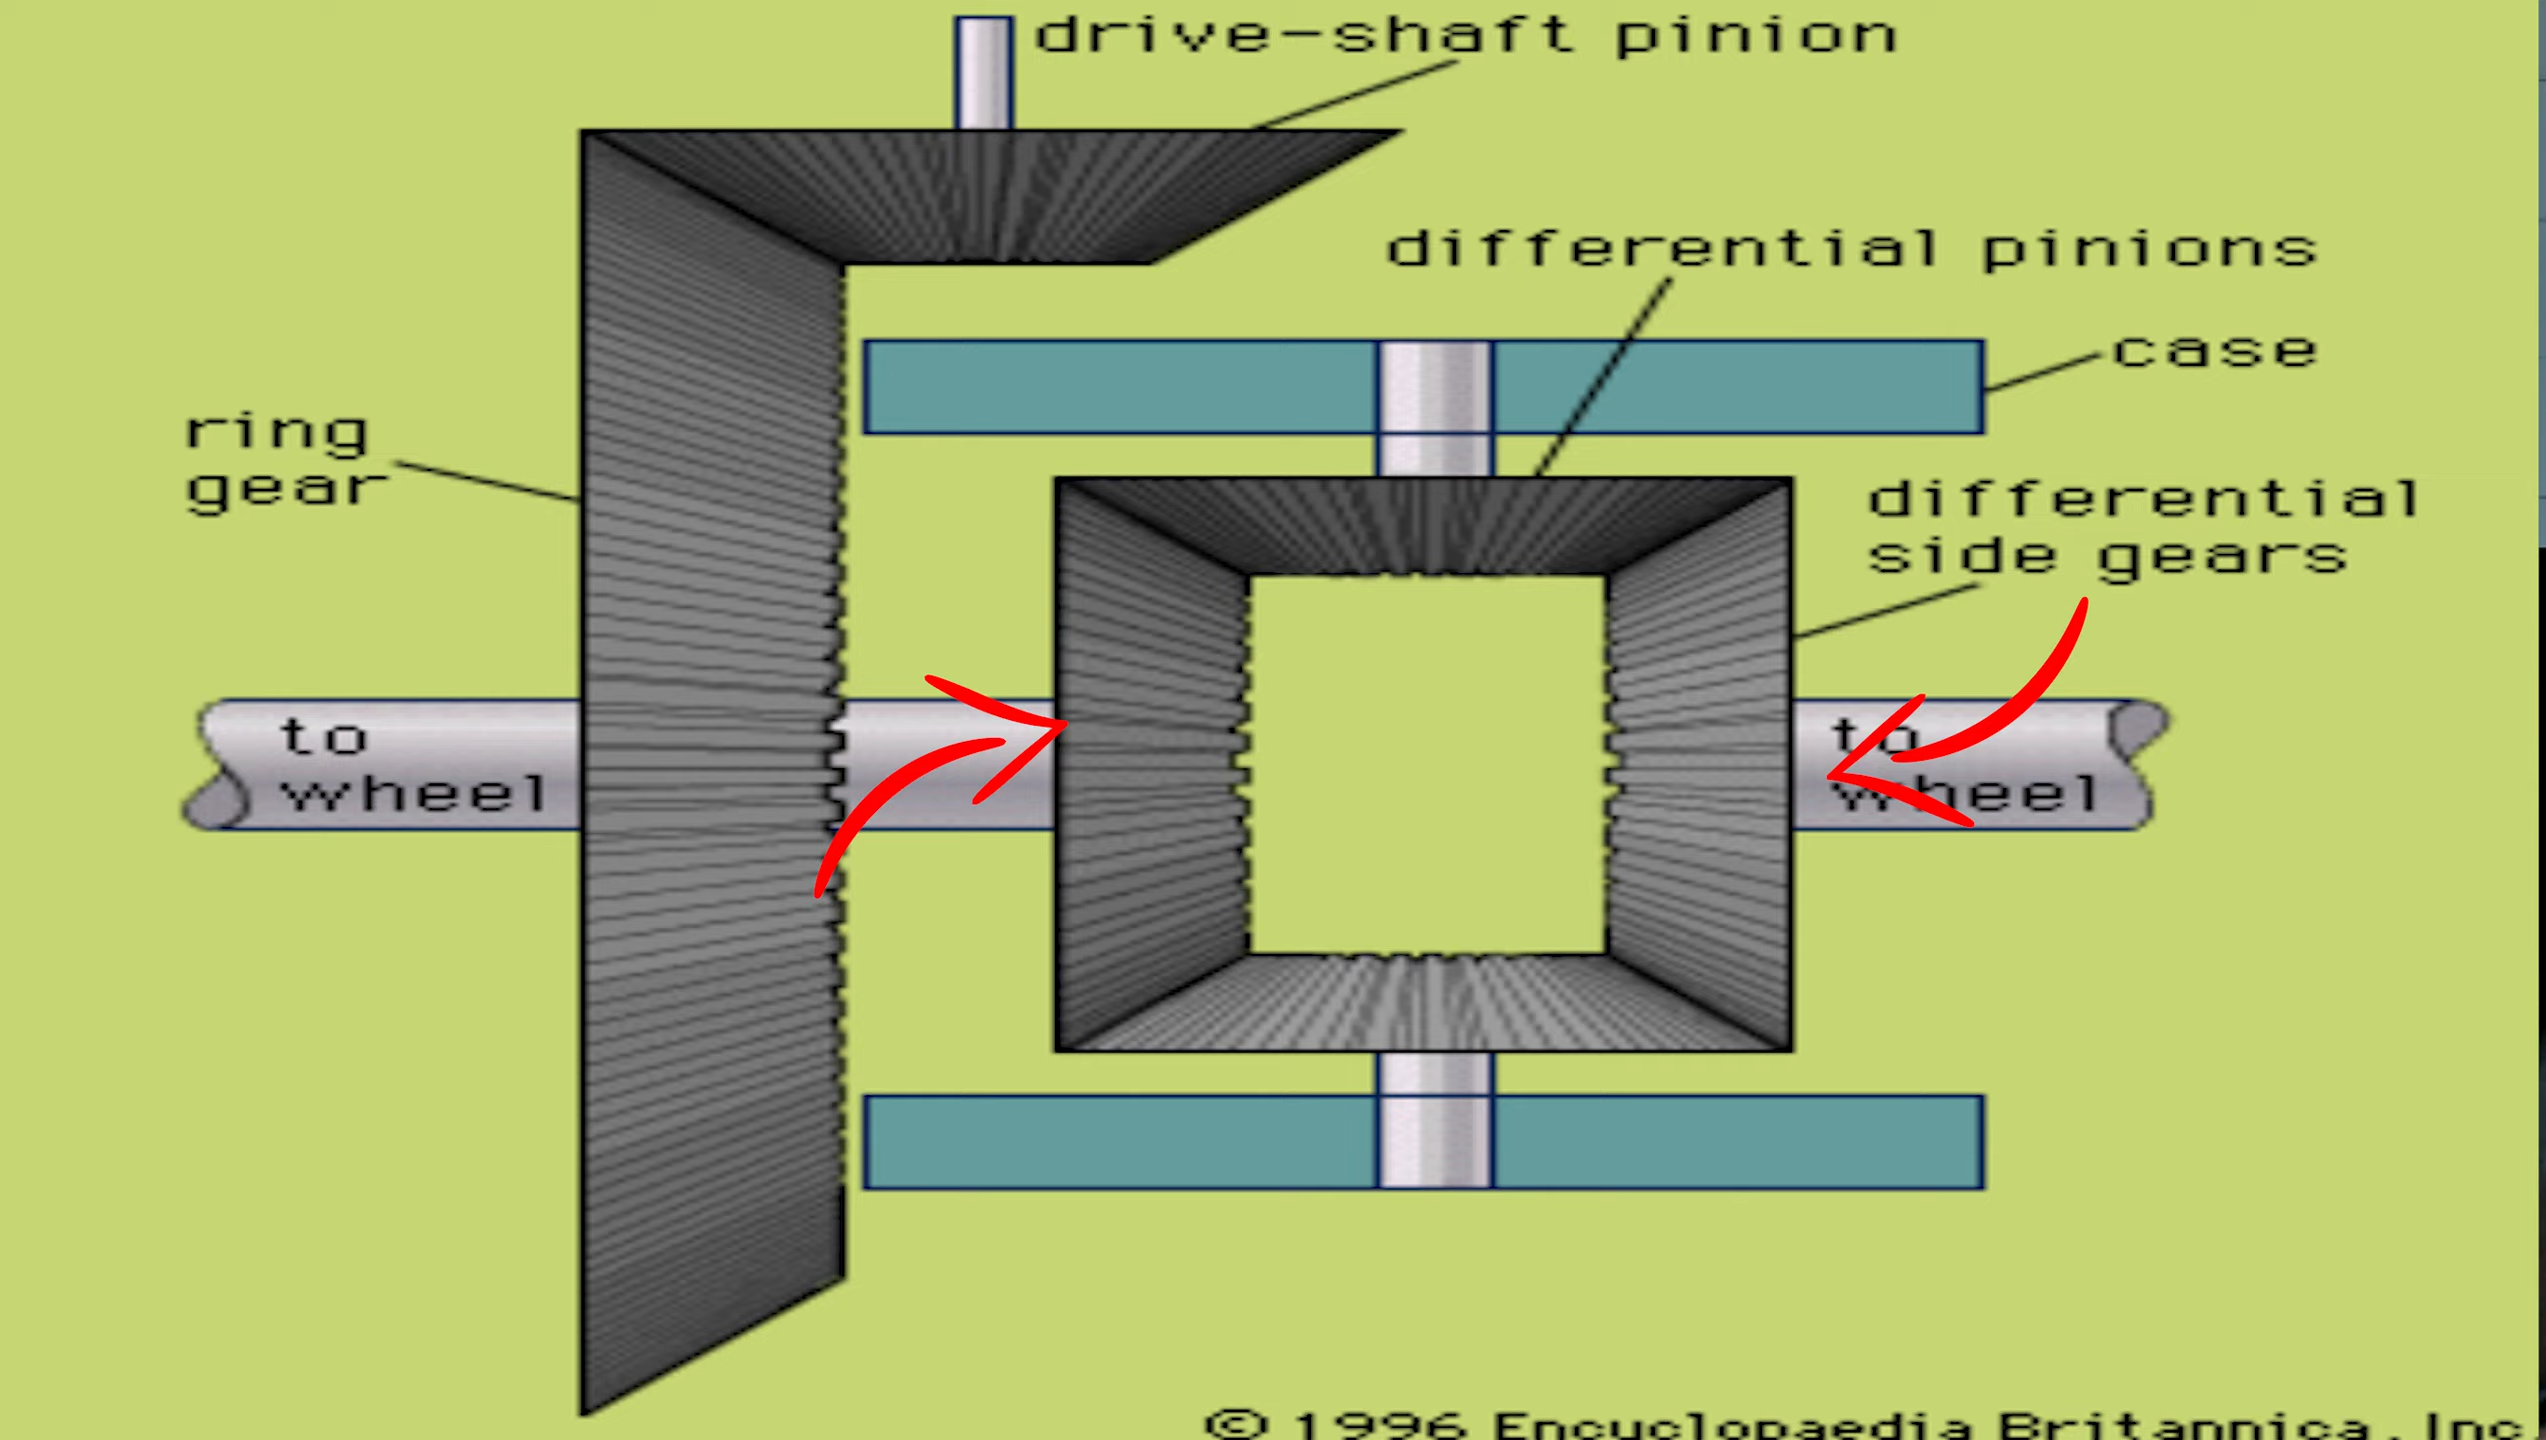 drive-shaft pinion
differential pinions
case
ring
gear
differential
side gears
to
wheel
to
wheel
© 1996 Encyclopaedia Britannica, Inc.